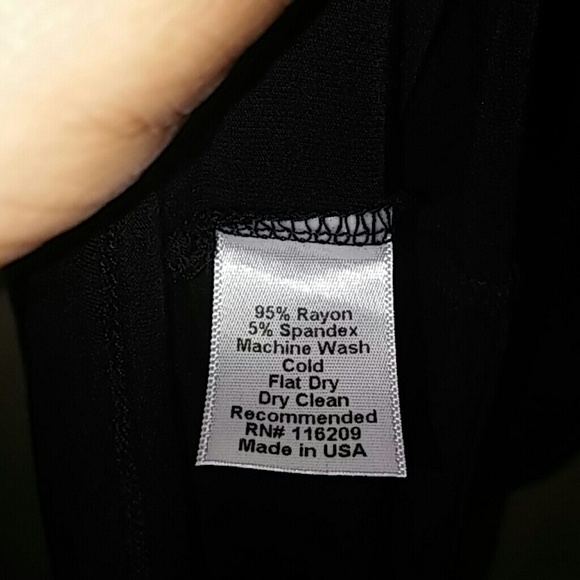 95% Rayon
5% Spandex
Machine Wash
Cold
Flat Dry
Dry Clean
Recommended
RN# 116209
Made in USA